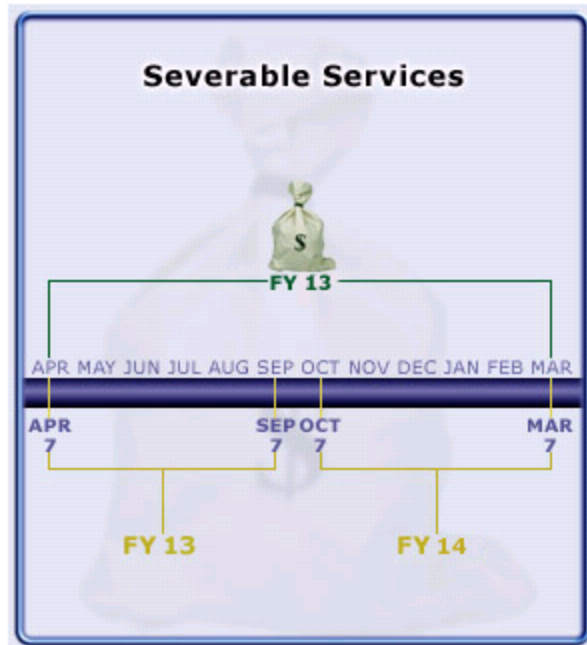 Severable Services
$
FY 13
APR MAY JUN JUL AUG SEP OCT NOV DEC JAN FEB MAR
APR SEP OCT MAR
7 7 7 7
FY 13 FY 14